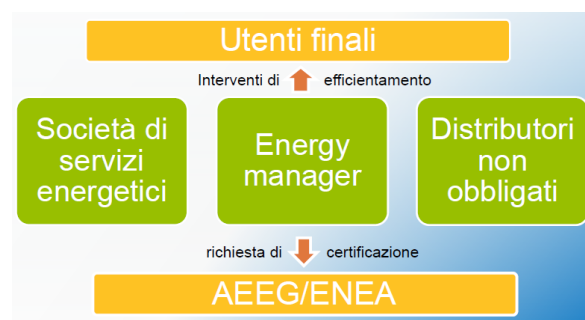 Utenti finali
Interventi di efficientamento
Società di
servizi
energetici
Energy
manager
Distributori
non
obbligati
richiesta di certificazione
AEEG/ENEA